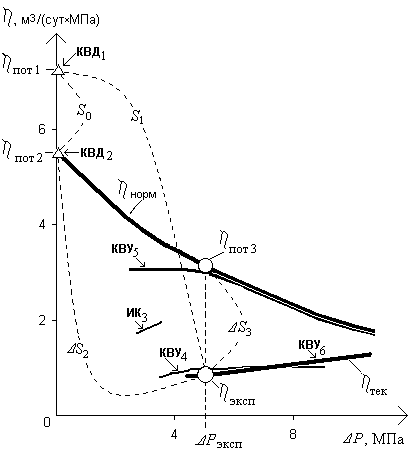 η, м3/(сут×МПа)
КВД1
ηпот 1
S0
S1
6
ηпот 2
КВД2
ηнорм
4
КВУ5
ηпот 3
ИК3
ΔS3
2
ΔS2
КВУ4
КВУ6
ηтек
ηэксп
0
4
8
ΔPэксп
ΔP, МПа